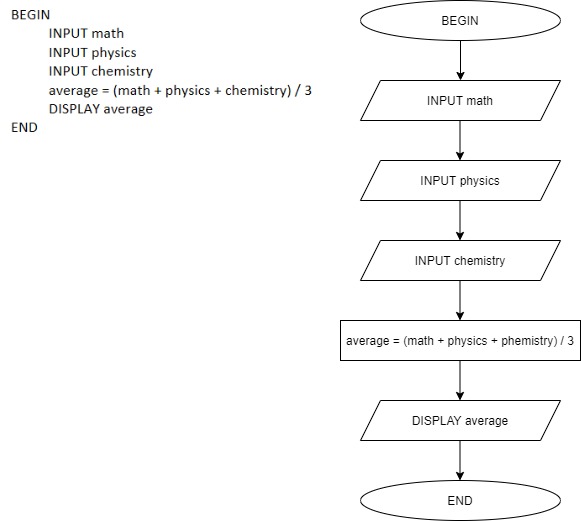 BEGIN
INPUT math
INPUT physics
INPUT chemistry
average = (math + physics + chemistry) / 3
DISPLAY average
END
BEGIN
INPUT math
INPUT physics
INPUT chemistry
average = (math + physics + phemistry) / 3
DISPLAY average
END